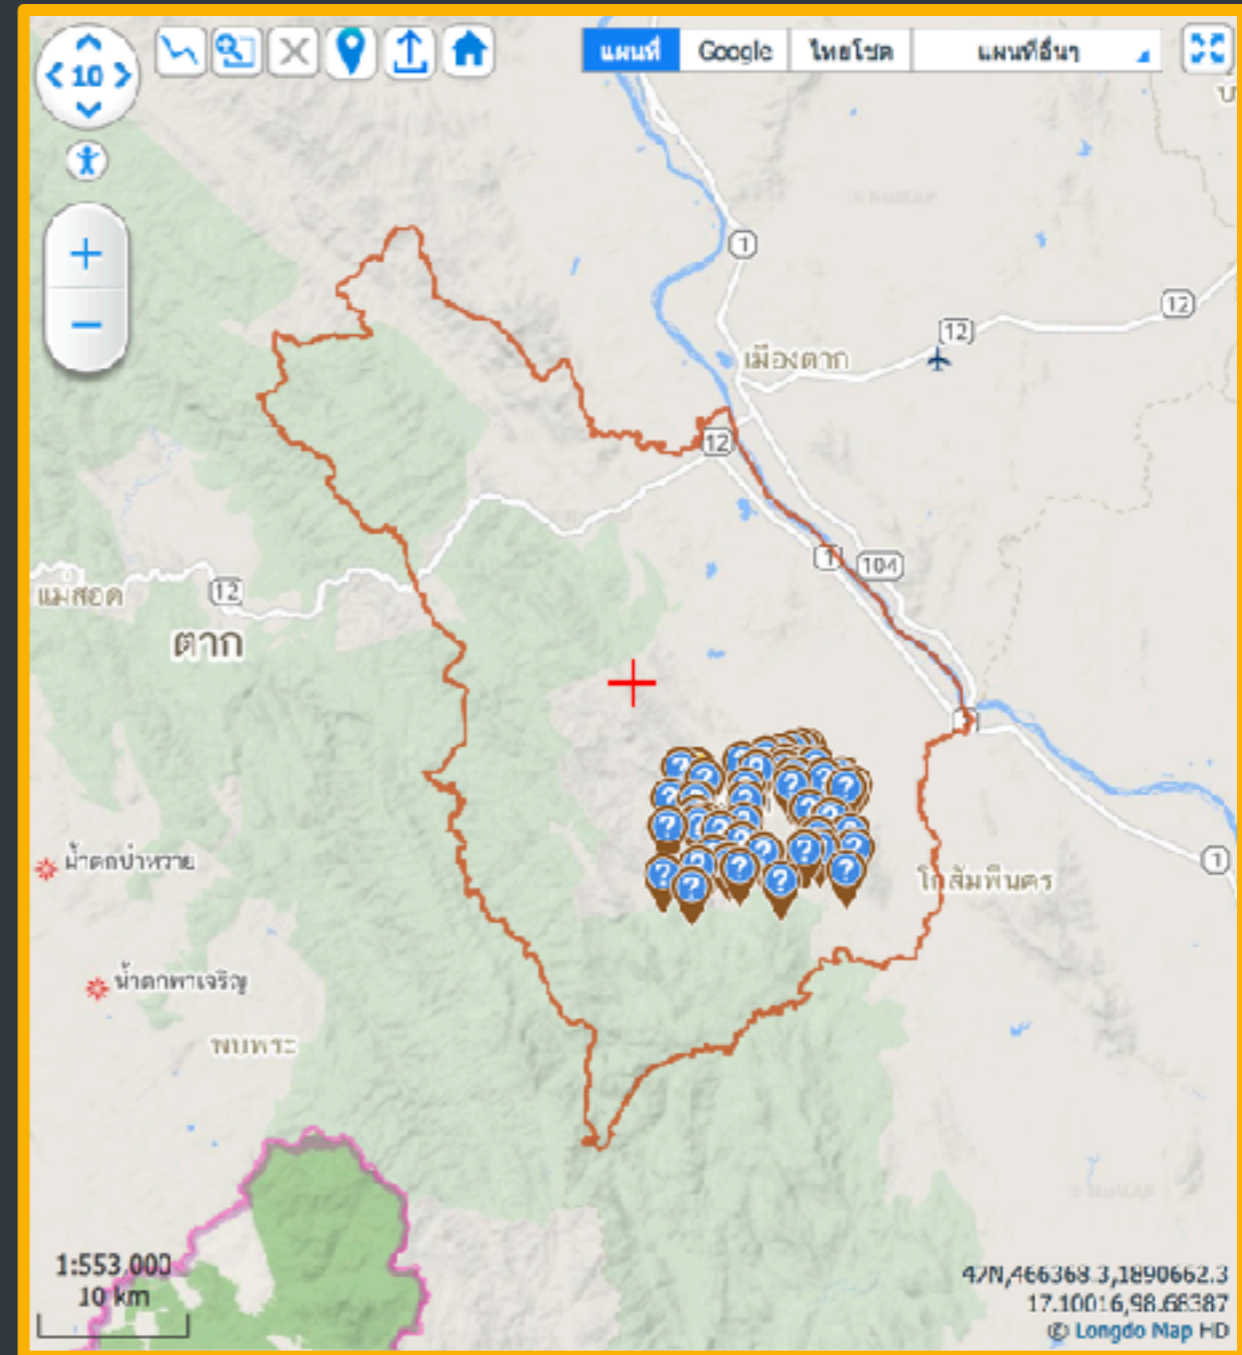 10
แผนที่ Google ไทยโชต แผนที่อื่นๆ
© NuMAP
1
12
12
เมืองตาก
12
1
104
แม่สอด
12
ตาก
1
น้ำตกป่าหวาย
โกสัมพีนคร
น้ำตกพาเจริญ
พบพระ
© NuMAP
1:553,000
10 km
47N,466368.3,1890662.3
17.10016,98.68387
© Longdo Map HD